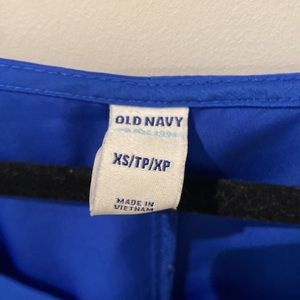 OLD NAVY
XS/TP/XP
MADE IN
VIETNAM